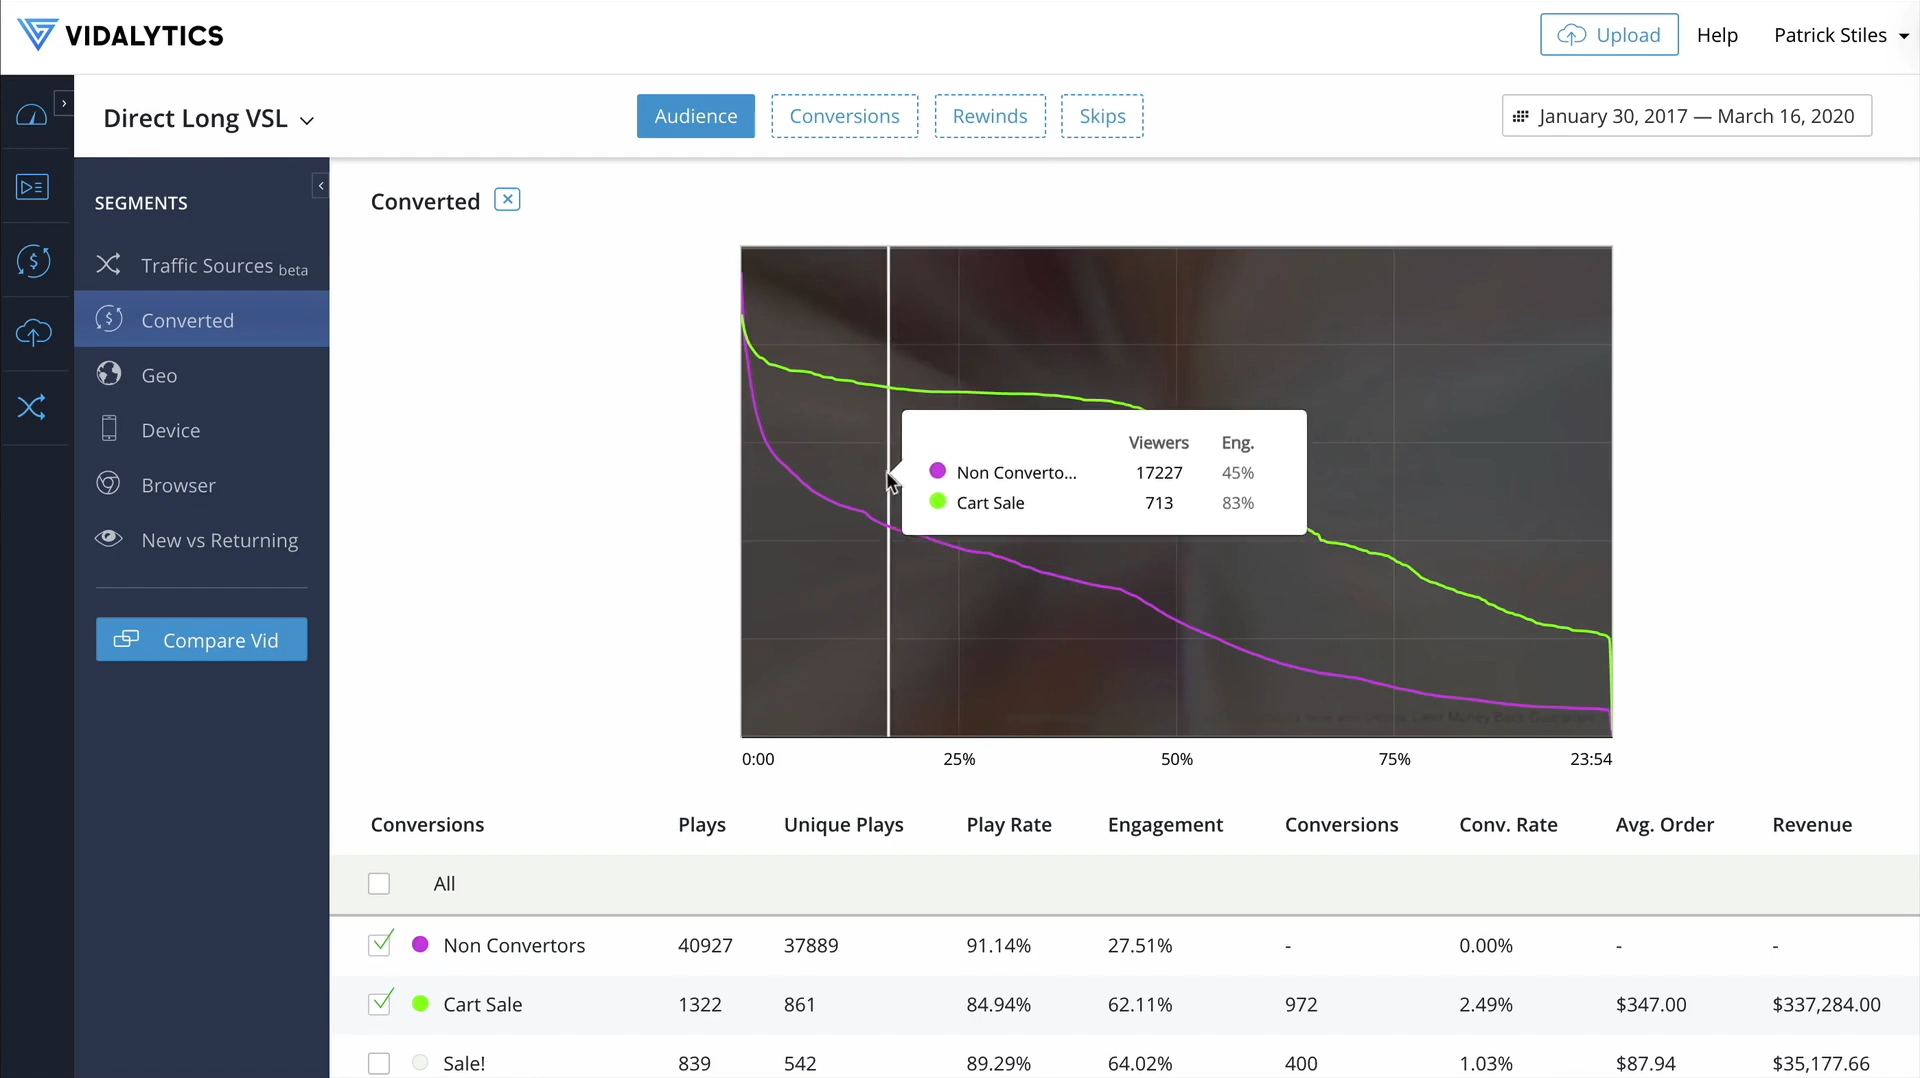 VIDALYTICS
Upload
Help
Patrick Stiles
Direct Long VSL
Audience
Conversions
Rewinds
Skips
January 30, 2017 — March 16, 2020
SEGMENTS
Traffic Sources beta
Converted
Geo
Device
Browser
New vs Returning
Compare Vid
Converted
Viewers Eng.
Non Converto... 17227 45%
Cart Sale 713 83%
0:00 25% 50% 75% 23:54
Conversions Plays Unique Plays Play Rate Engagement Conversions Conv. Rate Avg. Order Revenue
All
Non Convertors 40927 37889 91.14% 27.51% - 0.00% - -
Cart Sale 1322 861 84.94% 62.11% 972 2.49% $347.00 $337,284.00
Sale! 839 542 89.29% 64.02% 400 1.03% $87.94 $35,177.66